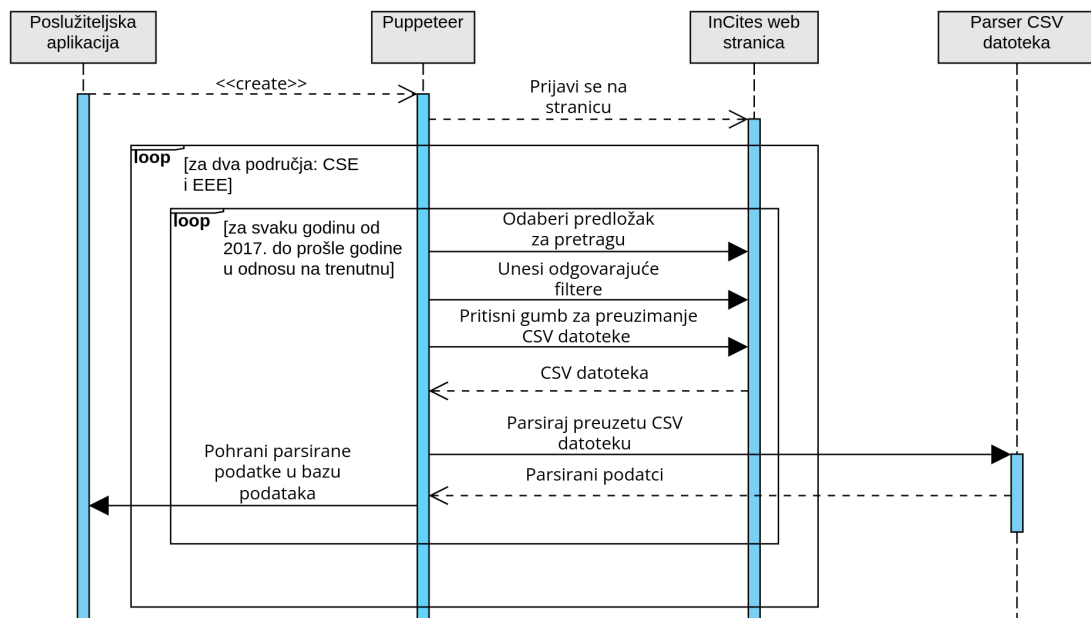 Poslužiteljska
aplikacija
Puppeteer
InCites web
stranica
Parser CSV
datoteka
<<create>>
Prijavi se na
stranicu
loop
[za dva područja: CSE
i EEE]
loop
[za svaku godinu od
2017. do prošle godine
u odnosu na trenutnu]
Odaberi predložak
za pretragu
Unesi odgovarajuće
filtere
Pritisni gumb za preuzimanje
CSV datoteke
CSV datoteka
Parsiraj preuzetu CSV
datoteku
Parsirani podatci
Pohrani parsirane
podatke u bazu
podataka